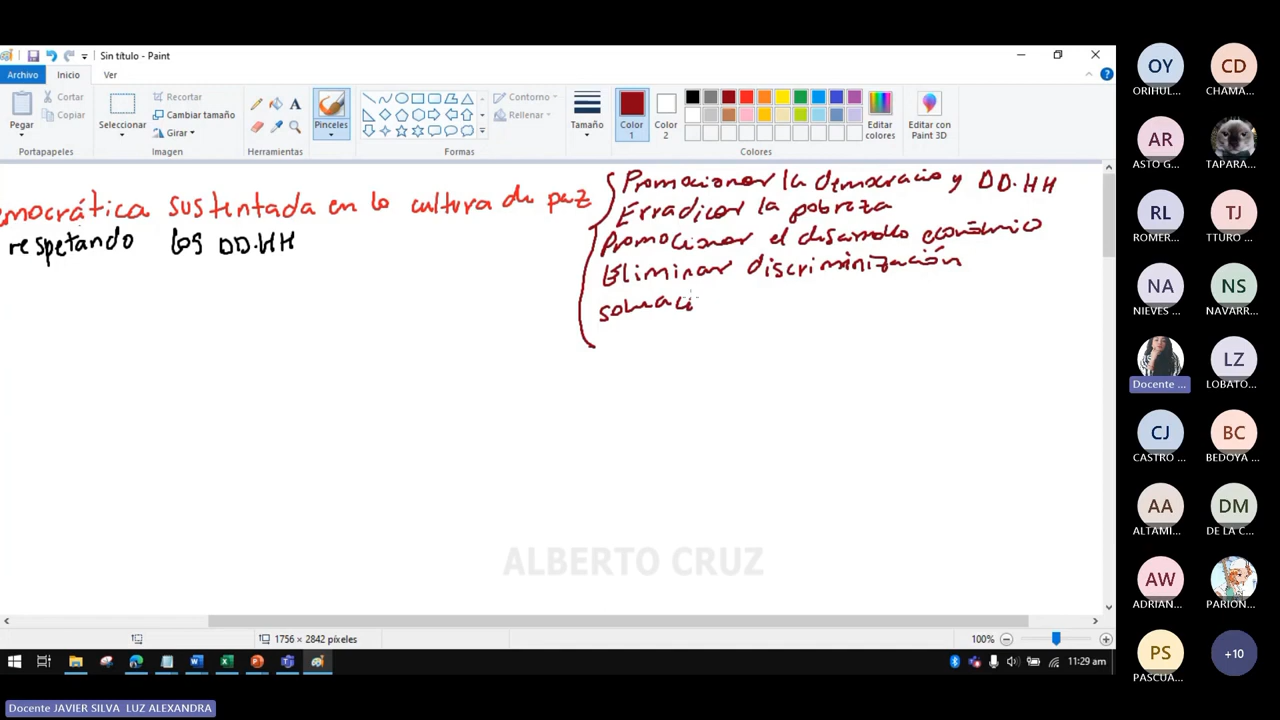 Sin título - Paint
Archivo Inicio Ver
Pegar
Cortar
Copiar
Portapapeles
Seleccionar
Recortar
Cambiar tamaño
Girar
Imagen
Herramientas
Pinceles
Contorno
Rellenar
Formas
Tamaño
Color 1
Color 2
Editar colores
Editar con Paint 3D
Colores
emocrática sustentada en la cultura de paz
respetando los DD.HH
Promocionar la democracia y DD.HH
Erradicar la pobreza
Promocionar el desarrollo económico
Eliminar discriminización
soluaci
ALBERTO CRUZ
1756 × 2842 píxeles
100%
11:29 am
Docente JAVIER SILVA LUZ ALEXANDRA
OY CD
ORIHUL... CHAMA...
AR
ASTO G... TAPARA...
RL TJ
ROMER... TTURO ...
NA NS
NIEVES ... NAVARR...
LZ
Docente ... LOBATO...
CJ BC
CASTRO ... BEDOYA ...
AA DM
ALTAMI... DE LA C...
AW
ADRIAN... PARION...
PS +10
PASCUA...